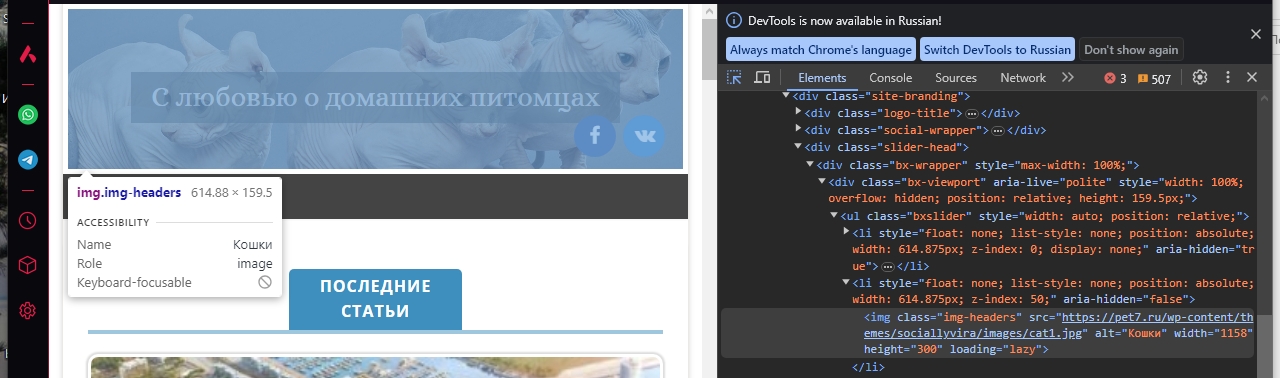 С любовью о домашних питомцах
img.img-headers 614.88 × 159.5
ACCESSIBILITY
Name Кошки
Role image
Keyboard-focusable
ПОСЛЕДНИЕ
СТАТЬИ
DevTools is now available in Russian!
Always match Chrome's language Switch DevTools to Russian Don't show again
Elements Console Sources Network 3 507
<div class="site-branding">
<div class="logo-title">…</div>
<div class="social-wrapper">…</div>
<div class="slider-head">
<div class="bx-wrapper" style="max-width: 100%;">
<div class="bx-viewport" aria-live="polite" style="width: 100%;
overflow: hidden; position: relative; height: 159.5px;">
<ul class="bxslider" style="width: auto; position: relative;">
<li style="float: none; list-style: none; position: absolute;
width: 614.875px; z-index: 0; display: none;" aria-hidden="tr
ue">…</li>
<li style="float: none; list-style: none; position: absolute;
width: 614.875px; z-index: 50;" aria-hidden="false">
<img class="img-headers" src="https://pet7.ru/wp-content/th
emes/sociallyvira/images/cat1.jpg" alt="Кошки" width="1158"
height="300" loading="lazy">
</li>